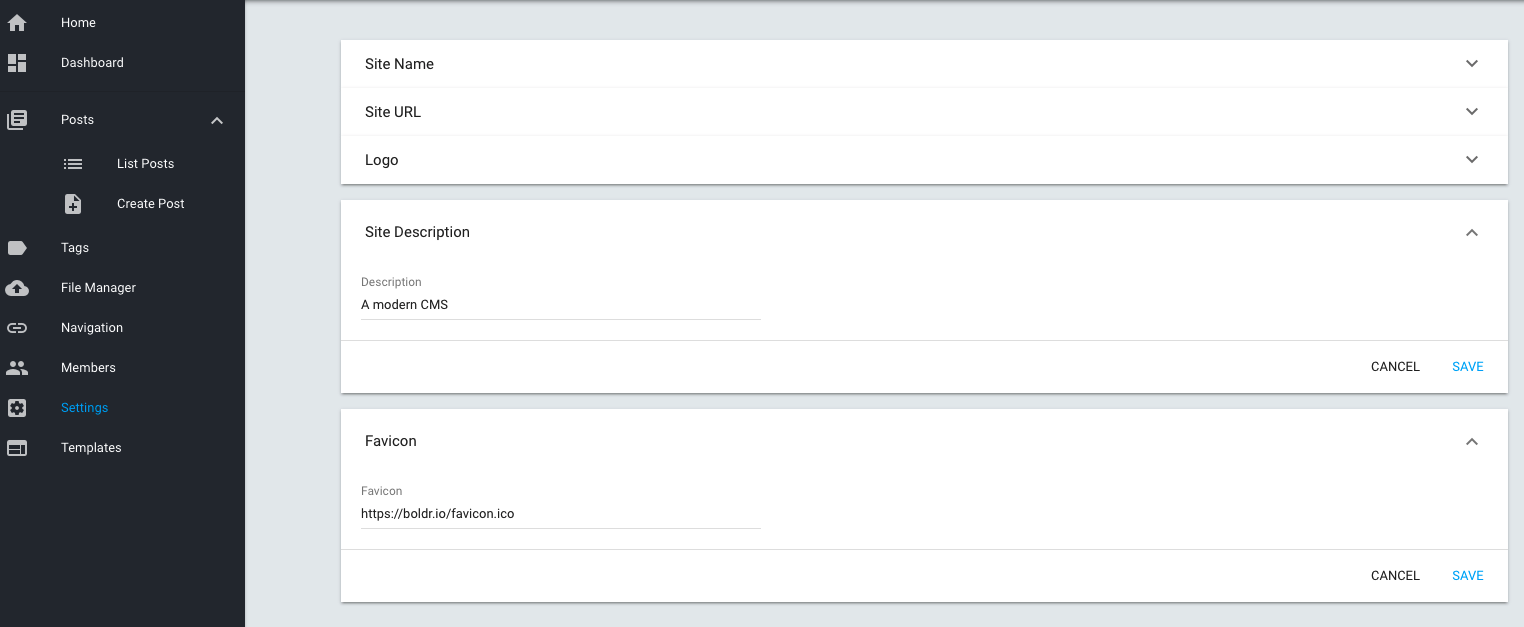 Home
Dashboard
Posts
List Posts
Create Post
Tags
File Manager
Navigation
Members
Settings
Templates
Site Name
Site URL
Logo
Site Description
Description
A modern CMS
CANCEL SAVE
Favicon
Favicon
https://boldr.io/favicon.ico
CANCEL SAVE